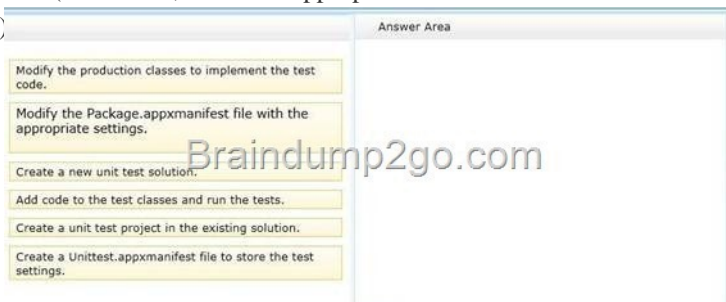 Answer Area
Modify the production classes to implement the test
code.
Modify the Package.appxmanifest file with the
appropriate settings.
Braindump2go.com
Create a new unit test solution.
Add code to the test classes and run the tests.
Create a unit test project in the existing solution.
Create a Unittest.appxmanifest file to store the test
settings.